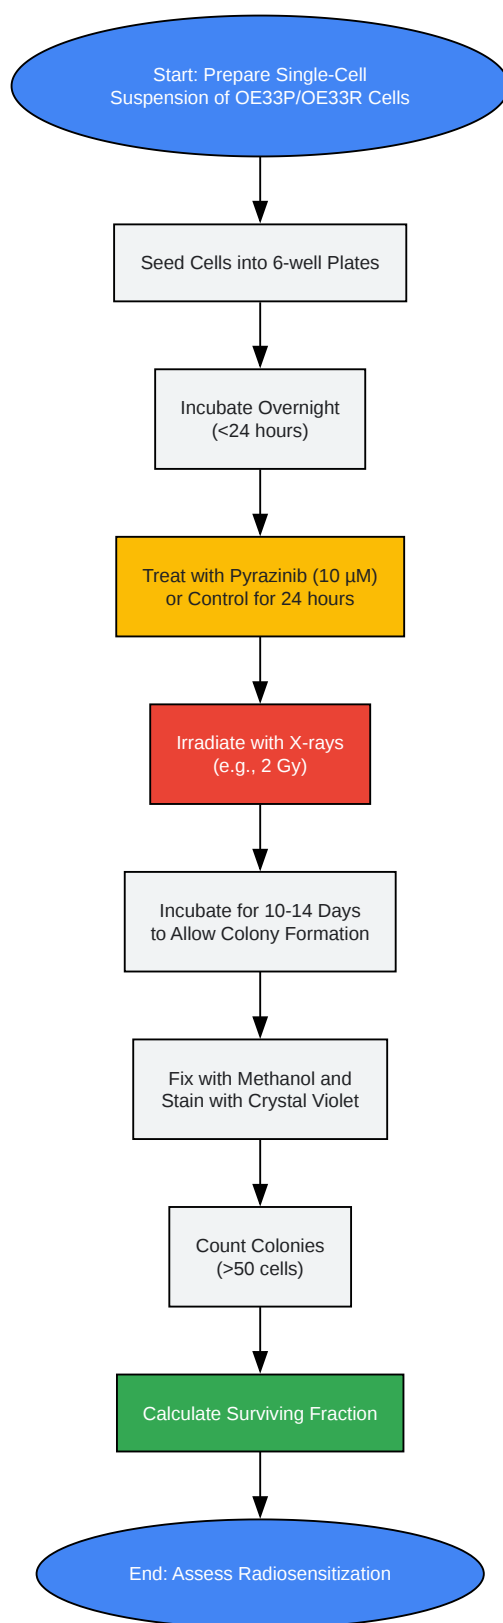 Start: Prepare Single-Cell
Suspension of OE33P/OE33R Cells
Seed Cells into 6-well Plates
Incubate Overnight
(<24 hours)
Treat with Pyrazinib (10 µM)
or Control for 24 hours
Irradiate with X-rays
(e.g., 2 Gy)
Incubate for 10-14 Days
to Allow Colony Formation
Fix with Methanol and
Stain with Crystal Violet
Count Colonies
(>50 cells)
Calculate Surviving Fraction
End: Assess Radiosensitization